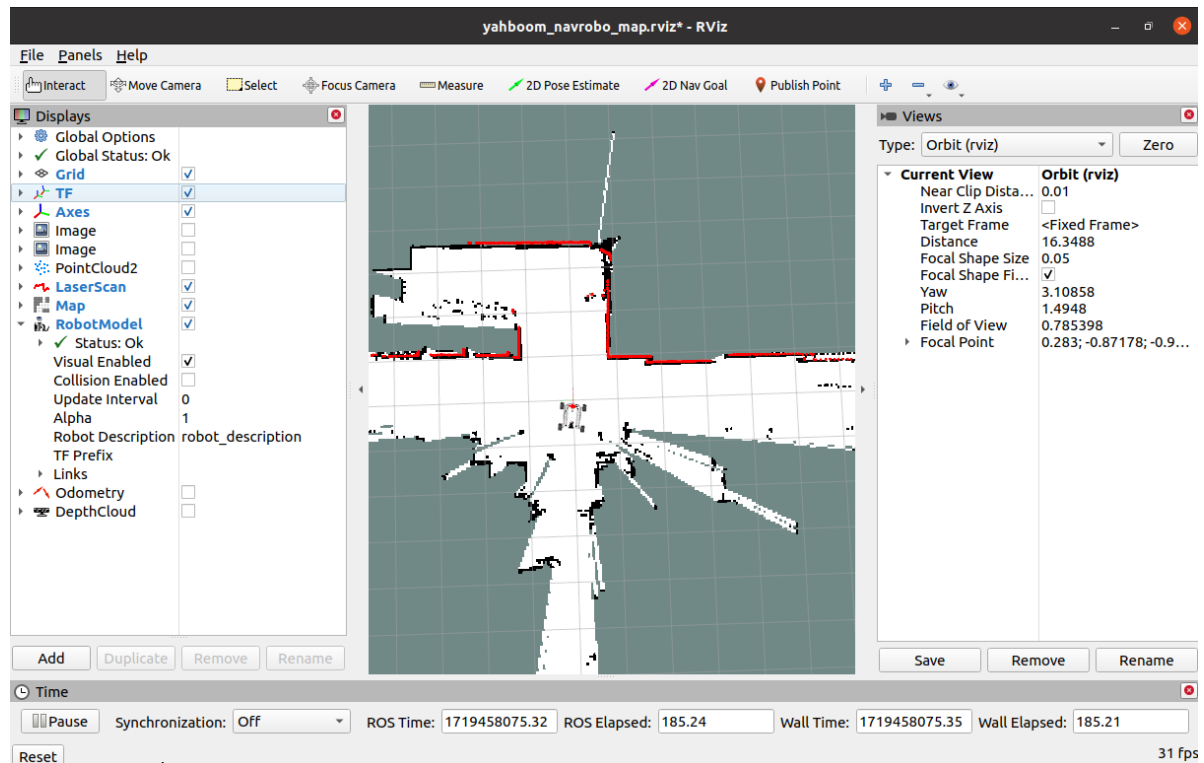 yahboom_navrobo_map.rviz* - RViz
File Panels Help
Interact Move Camera Select Focus Camera Measure 2D Pose Estimate 2D Nav Goal Publish Point
Displays
Global Options
Global Status: Ok
Grid
TF
Axes
Image
Image
PointCloud2
LaserScan
Map
RobotModel
Status: Ok
Visual Enabled
Collision Enabled
Update Interval 0
Alpha 1
Robot Description robot_description
TF Prefix
Links
Odometry
DepthCloud
Add Duplicate Remove Rename
Views
Type: Orbit (rviz) Zero
Current View Orbit (rviz)
Near Clip Dista... 0.01
Invert Z Axis
Target Frame <Fixed Frame>
Distance 16.3488
Focal Shape Size 0.05
Focal Shape Fi...
Yaw 3.10858
Pitch 1.4948
Field of View 0.785398
Focal Point 0.283; -0.87178; -0.9...
Save Remove Rename
Time
Pause Synchronization: Off ROS Time: 1719458075.32 ROS Elapsed: 185.24 Wall Time: 1719458075.35 Wall Elapsed: 185.21
Reset 31 fps